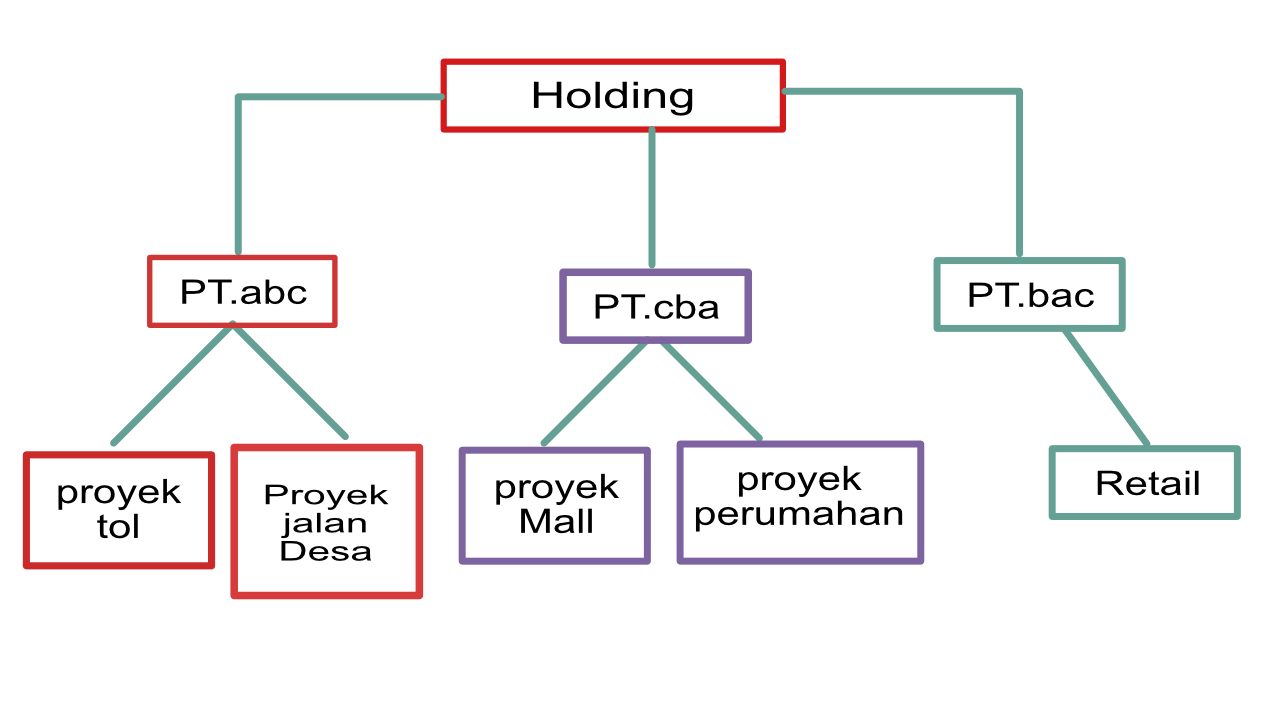 Holding
PT.abc
PT.cba
PT.bac
proyek
tol
Proyek
jalan
Desa
proyek
Mall
proyek
perumahan
Retail